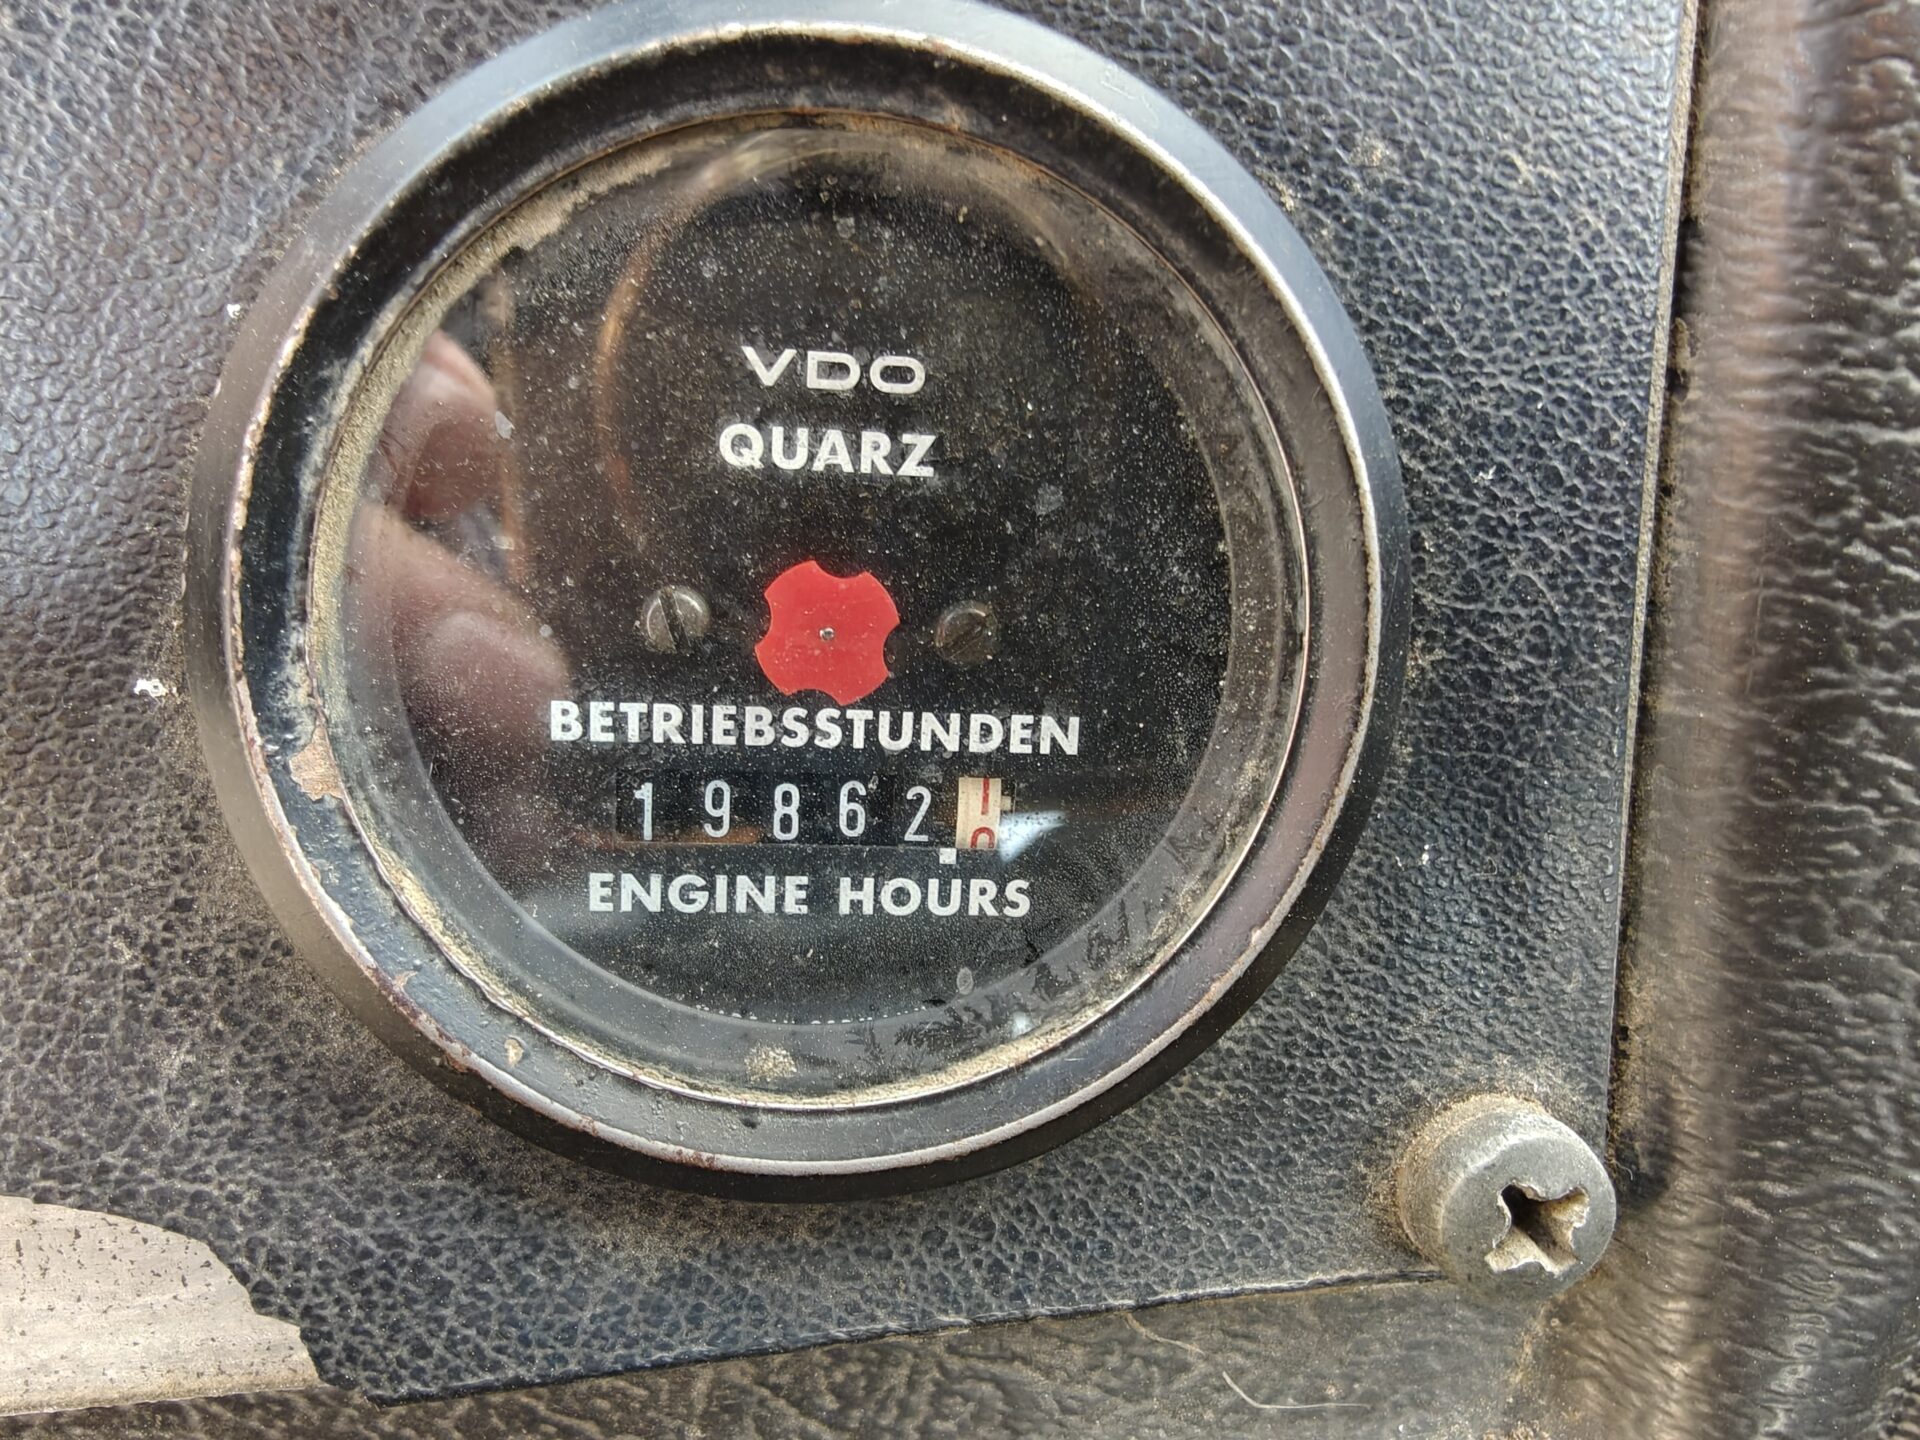 VDO
QUARZ
BETRIEBSSTUNDEN
19862
ENGINE HOURS